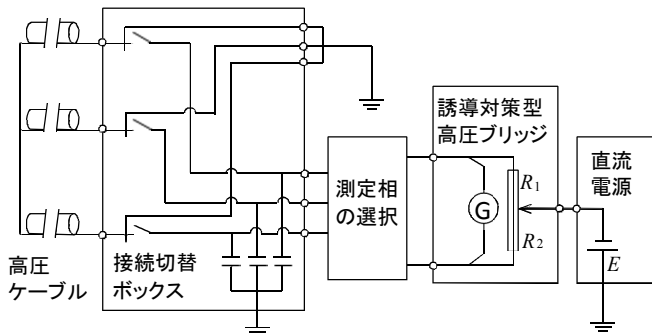 誘導対策型
高圧ブリッジ
直流
電源
測定相
の選択
R1
G
R2
E
高圧
ケーブル
接続切替
ボックス